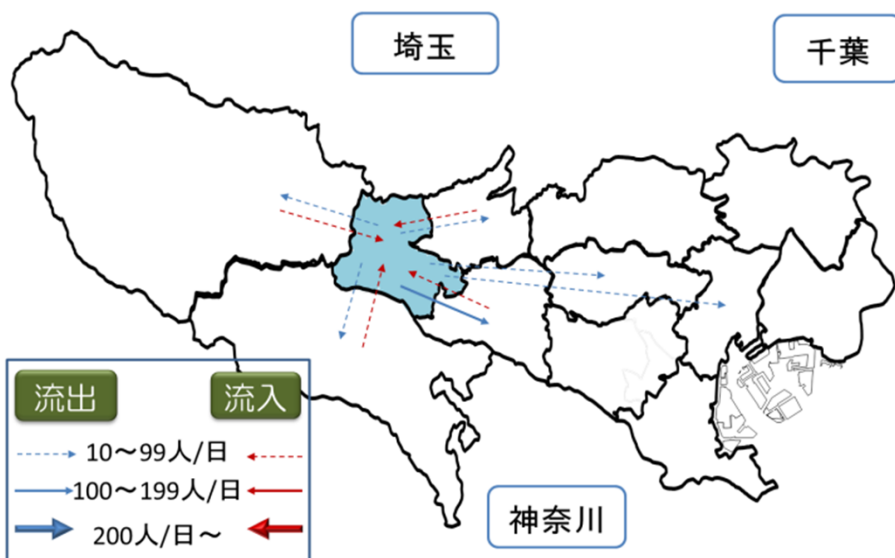 埼玉
千葉
流出 流入
10～99人/日
100～199人/日
200人/日～
神奈川